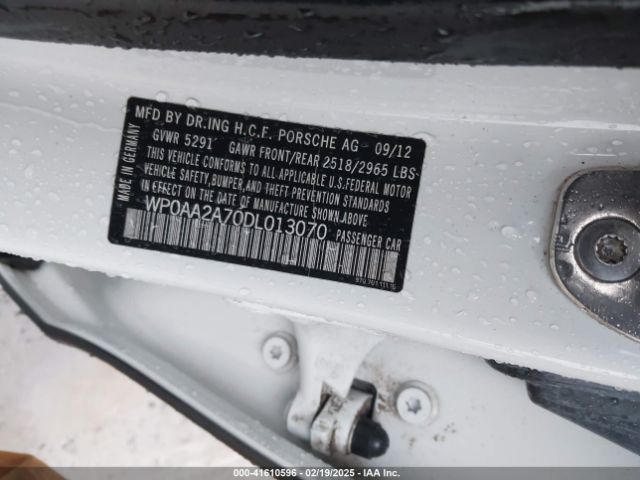 MFD BY DR.ING H.C.F. PORSCHE AG 09/12
GVWR 5291 GAWR FRONT/REAR 2518/2965 LBS
THIS VEHICLE CONFORMS TO ALL APPLICABLE U.S. FEDERAL MOTOR
VEHICLE SAFETY, BUMPER, AND THEFT PREVENTION STANDARDS
IN EFFECT ON THE DATE OF MANUFACTURE SHOWN ABOVE.
WP0AA2A70DL013070 PASSENGER CAR
MADE IN GERMANY
000-41610596 - 02/19/2025 - IAA Inc.